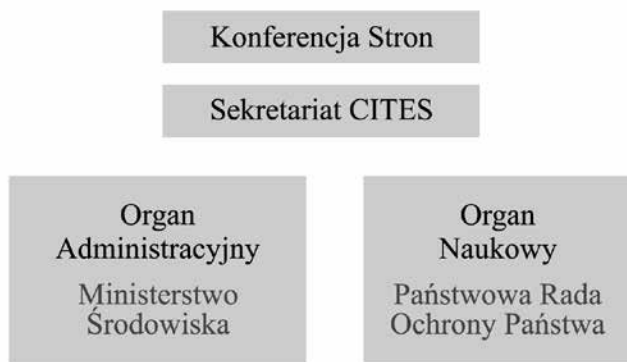 Konferencja Stron
Sekretariat CITES
Organ
Administracyjny
Ministerstwo
Środowiska
Organ
Naukowy
Państwowa Rada
Ochrony Państwa